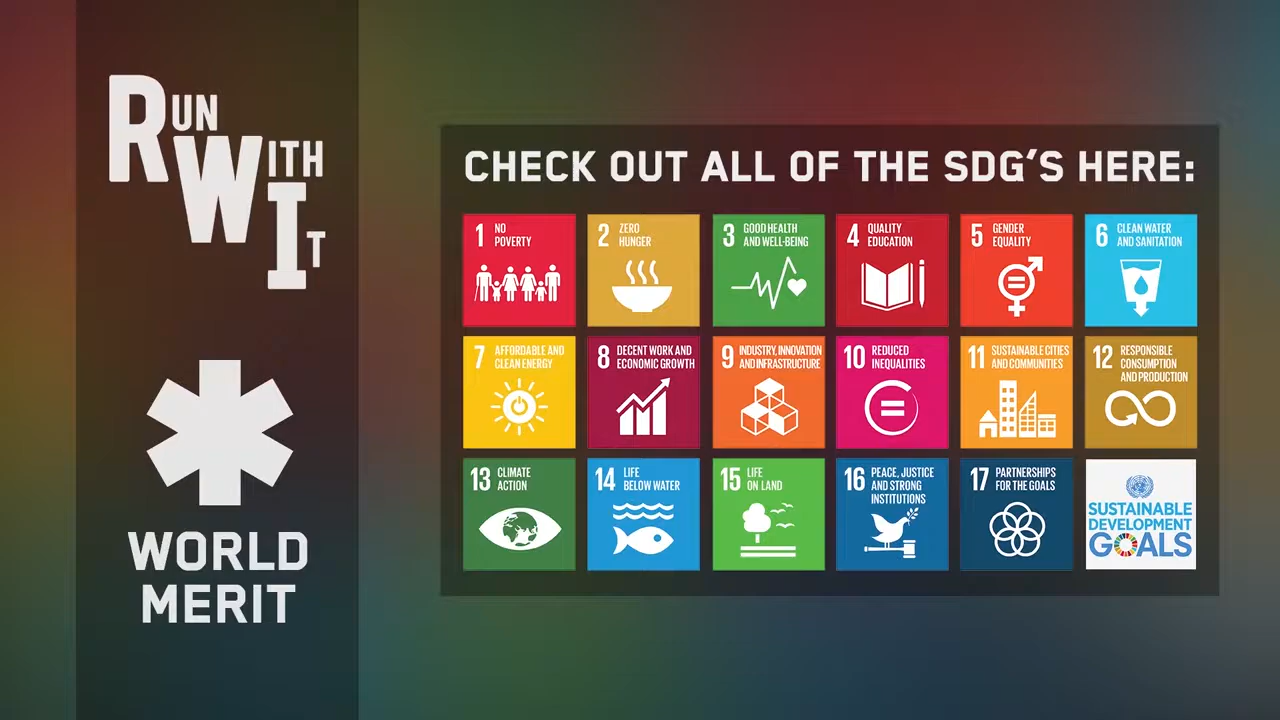 RUN
WITH
IT
WORLD
MERIT
CHECK OUT ALL OF THE SDG'S HERE:
1 NO
POVERTY
2 ZERO
HUNGER
3 GOOD HEALTH
AND WELL-BEING
4 QUALITY
EDUCATION
5 GENDER
EQUALITY
6 CLEAN WATER
AND SANITATION
7 AFFORDABLE AND
CLEAN ENERGY
8 DECENT WORK AND
ECONOMIC GROWTH
9 INDUSTRY, INNOVATION
AND INFRASTRUCTURE
10 REDUCED
INEQUALITIES
11 SUSTAINABLE CITIES
AND COMMUNITIES
12 RESPONSIBLE
CONSUMPTION
AND PRODUCTION
13 CLIMATE
ACTION
14 LIFE
BELOW WATER
15 LIFE
ON LAND
16 PEACE, JUSTICE
AND STRONG
INSTITUTIONS
17 PARTNERSHIPS
FOR THE GOALS
SUSTAINABLE
DEVELOPMENT
GOALS